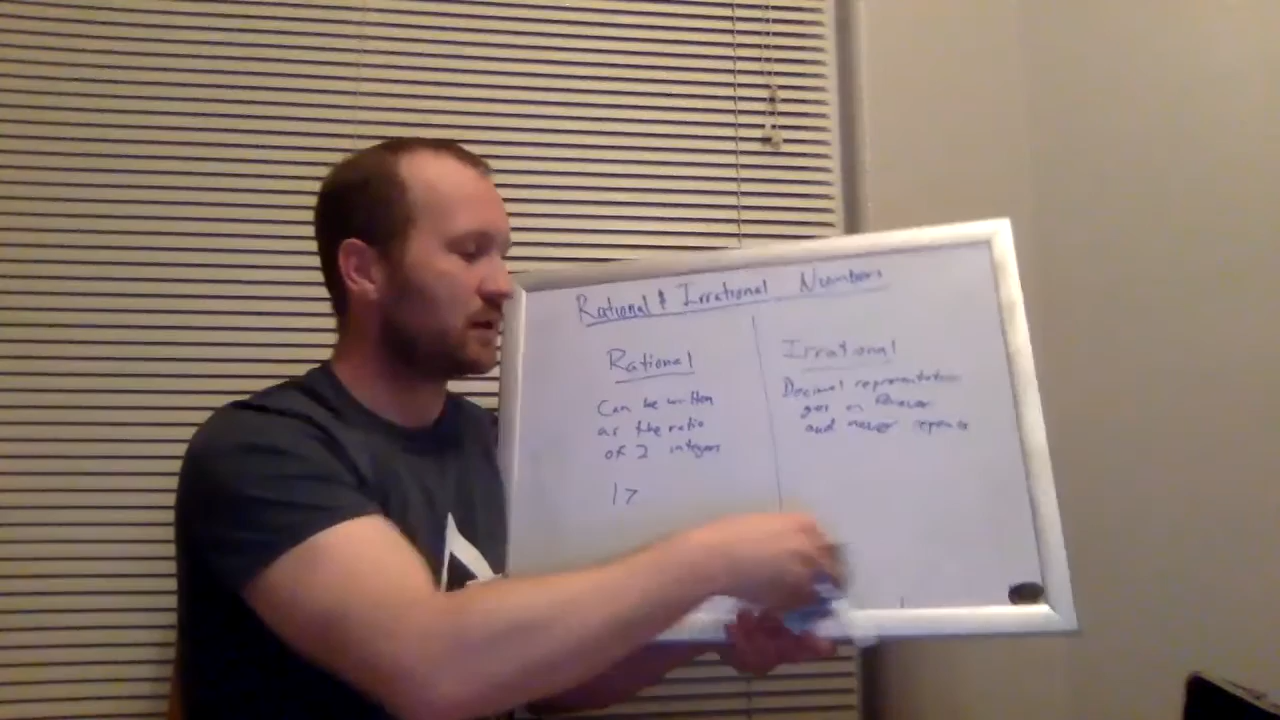 Rational & Irrational Numbers
Rational
Can be written
as the ratio
of 2 integers
Irrational
Decimal representation
goes on forever
and never repeats